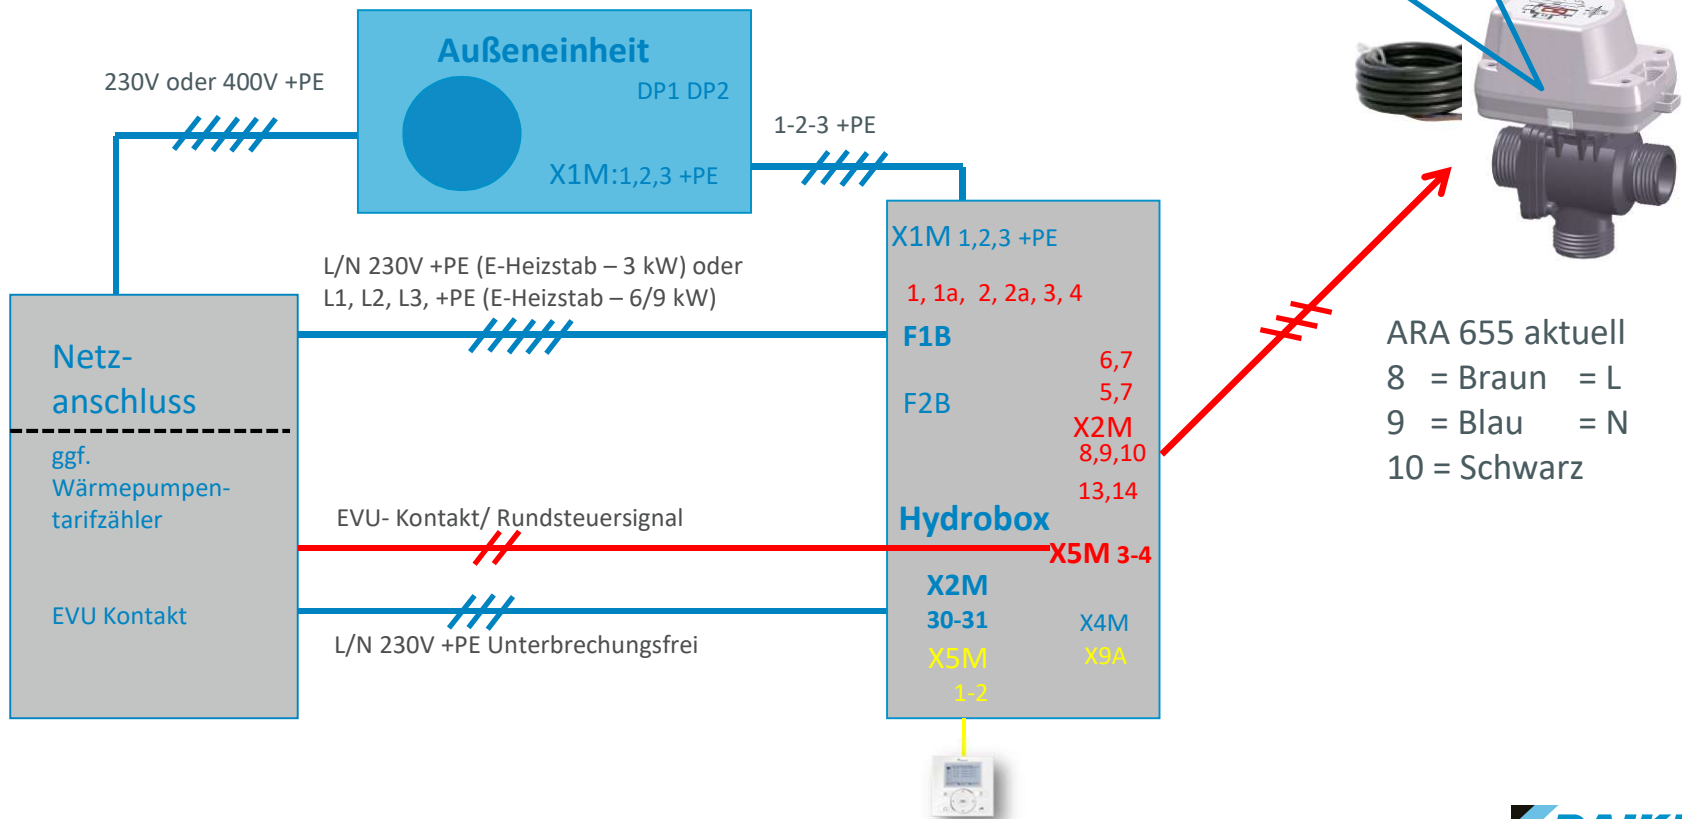 Außeneinheit
230V oder 400V +PE
DP1 DP2
1-2-3 +PE
X1M:1,2,3 +PE
X1M 1,2,3 +PE
L/N 230V +PE (E-Heizstab – 3 kW) oder
L1, L2, L3, +PE (E-Heizstab – 6/9 kW)
1, 1a, 2, 2a, 3, 4
F1B
Netz-
anschluss
6,7
5,7
F2B
X2M
8,9,10
13,14
ARA 655 aktuell
8 = Braun = L
9 = Blau = N
10 = Schwarz
ggf.
Wärmepumpen-
tarifzähler
EVU- Kontakt/ Rundsteuersignal
Hydrobox
X5M 3-4
X2M
30-31
EVU Kontakt
X4M
L/N 230V +PE Unterbrechungsfrei
X5M
X9A
1-2